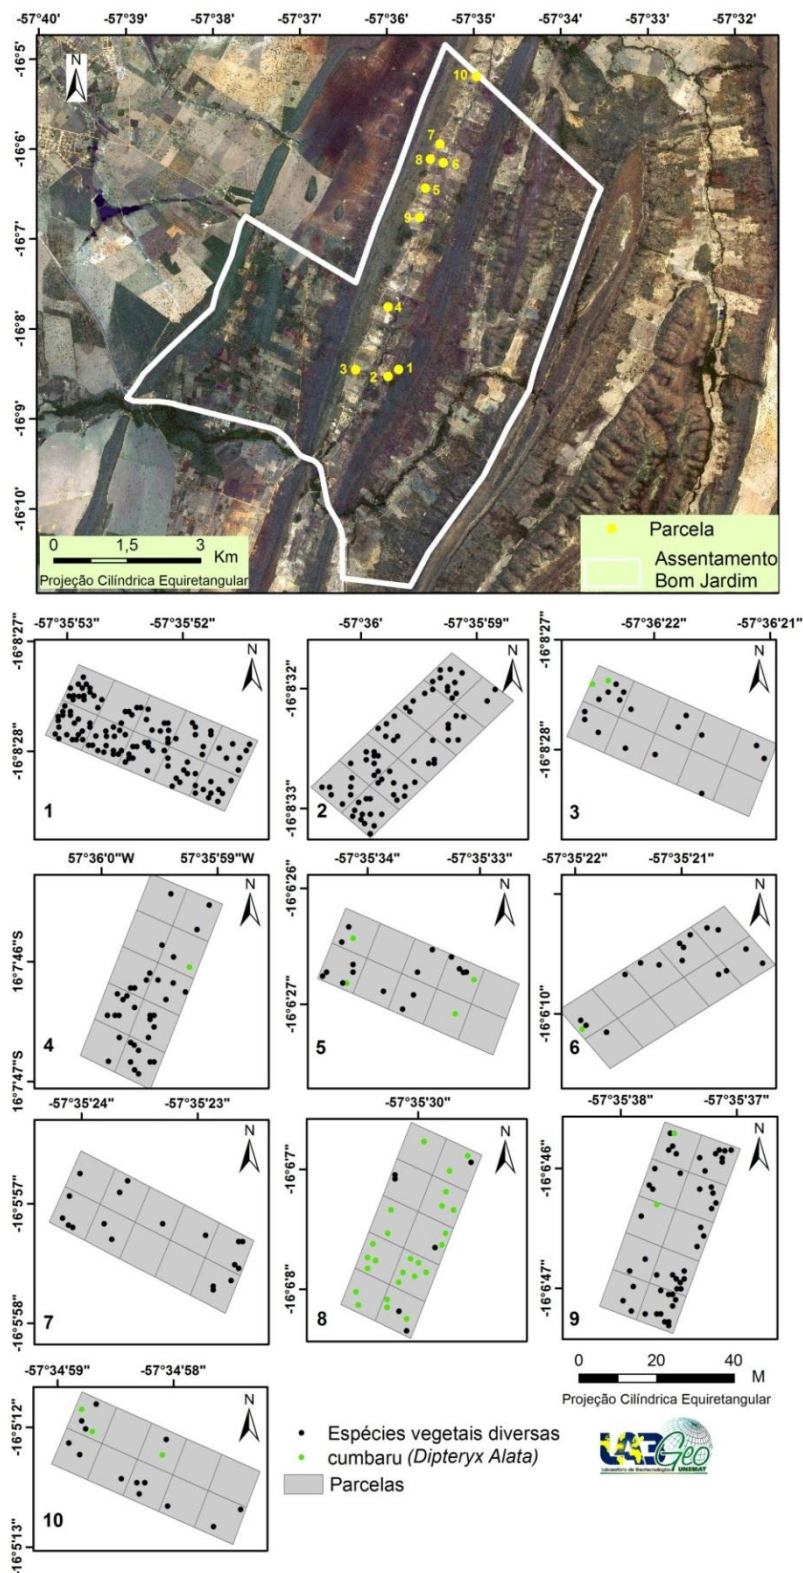 -57°40' -57°39' -57°38' -57°37' -57°36' -57°35' -57°34' -57°33' -57°32'
-16°5'
-16°6'
-16°7'
-16°8'
-16°9'
-16°10'
N
10
7
8 6
5
9
4
3 2 1
0 1,5 3
Km
Projeção Cilíndrica Equiretangular
Parcela
Assentamento
Bom Jardim
-57°35'53" -57°35'52"
-16°8'27"
-16°8'28"
N
1
-57°36' -57°35'59"
-16°8'32"
-16°8'33"
N
2
-57°36'22" -57°36'21"
-16°8'27"
-16°8'28"
N
3
57°36'0"W -57°35'59"W
-16°7'46"S
-16°7'47"S
N
4
-57°35'34" -57°35'33"
-16°6'26"
-16°6'27"
N
5
-57°35'22" -57°35'21"
-16°6'10"
N
6
-57°35'24" -57°35'23"
-16°5'57"
-16°5'58"
N
7
-57°35'30"
-16°6'7"
-16°6'8"
N
8
-57°35'38" -57°35'37"
-16°6'46"
-16°6'47"
N
9
0 20 40 M
Projeção Cilíndrica Equiretangular
-57°34'59" -57°34'58"
-16°5'12"
-16°5'13"
N
10
Espécies vegetais diversas
cumbaru (Dipteryx Alata)
Parcelas
Geo
Laboratório de Geotecnologias UNEMAT